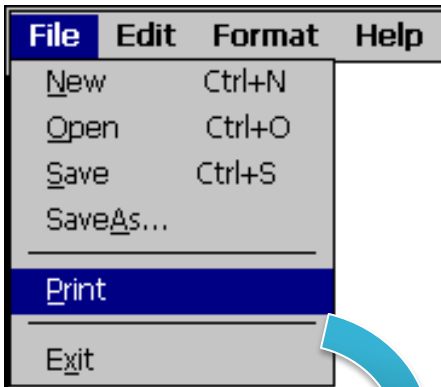 File Edit Format Help
New Ctrl+N
Open Ctrl+O
Save Ctrl+S
SaveAs...
Print
Exit